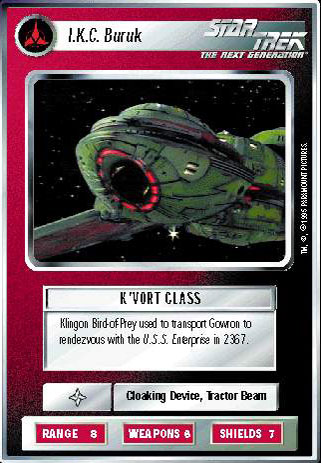 I.K.C. Buruk
STAR TREK
THE NEXT GENERATION
TM, ©, © 1995 PARAMOUNT PICTURES.
K'VORT CLASS
Klingon Bird-of-Prey used to transport Gowron to
rendezvous with the U.S.S. Enterprise in 2367.
Cloaking Device, Tractor Beam
RANGE 8 WEAPONS 6 SHIELDS 7